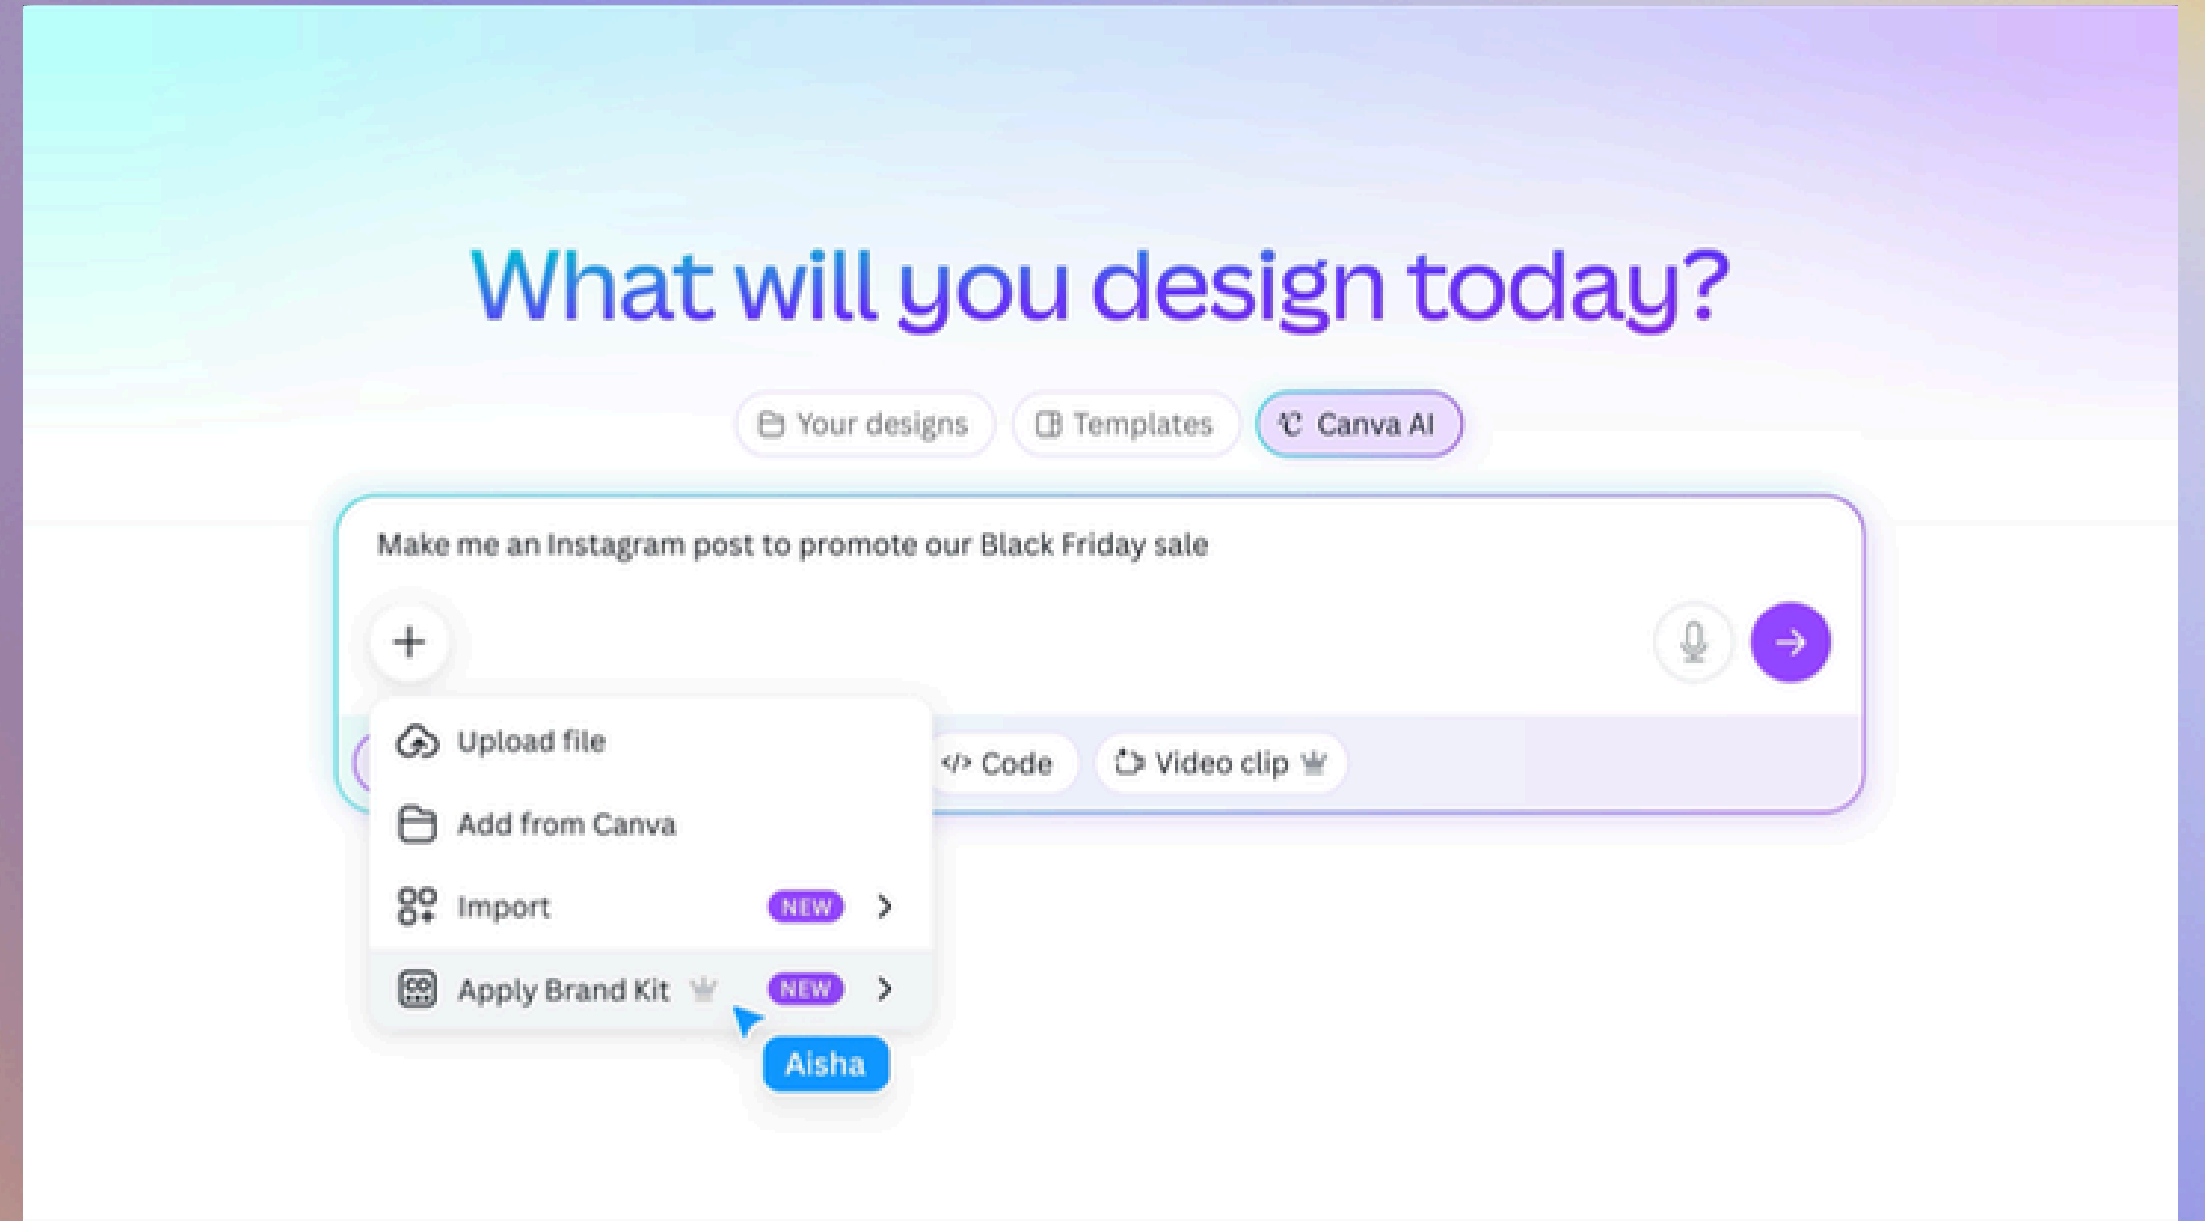 What will you design today?
Your designs
Templates
Canva AI
Make me an Instagram post to promote our Black Friday sale
Code
Video clip
Upload file
Add from Canva
Import NEW
Apply Brand Kit NEW
Aisha